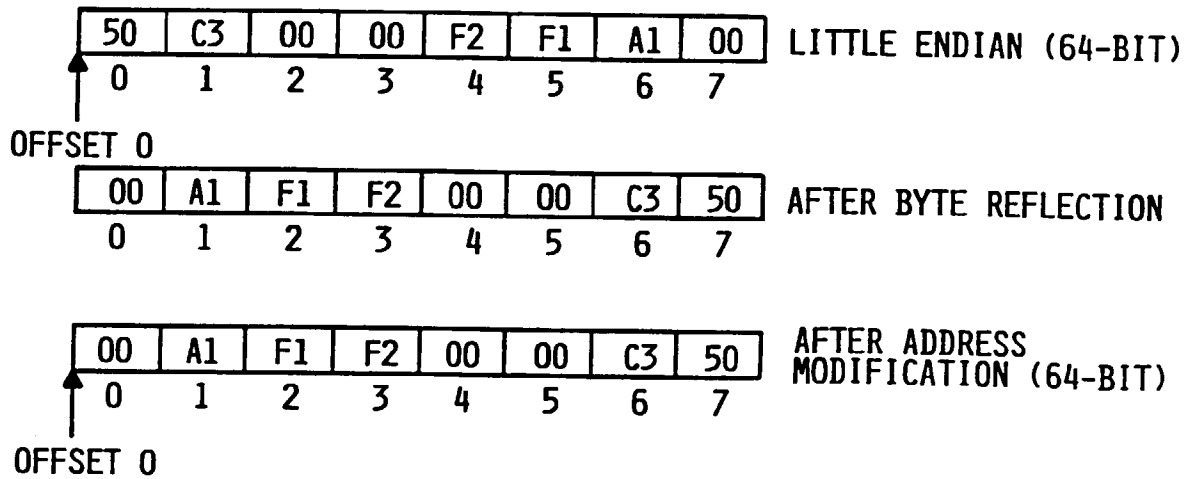 50 C3 00 00 F2 F1 A1 00 LITTLE ENDIAN (64-BIT)
0 1 2 3 4 5 6 7
OFFSET 0
00 A1 F1 F2 00 00 C3 50 AFTER BYTE REFLECTION
0 1 2 3 4 5 6 7
00 A1 F1 F2 00 00 C3 50 AFTER ADDRESS
MODIFICATION (64-BIT)
0 1 2 3 4 5 6 7
OFFSET 0